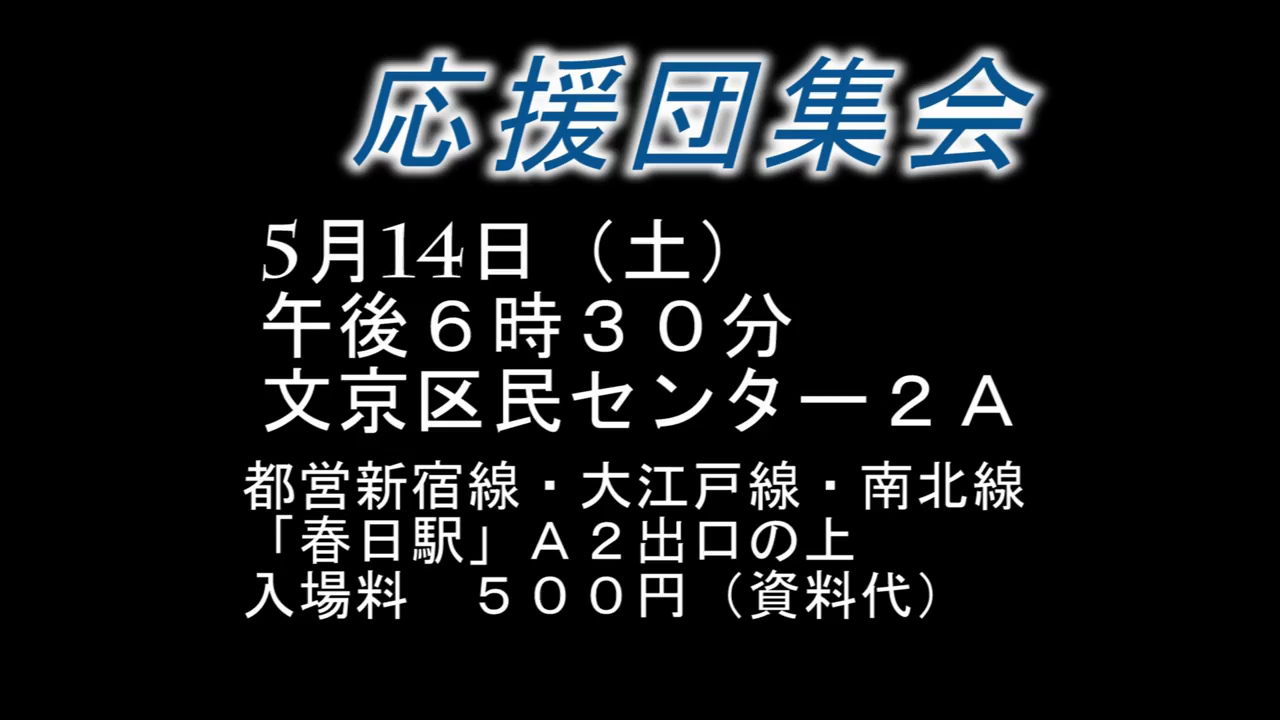 応援団集会
5月14日（土）
午後６時３０分
文京区民センター２Ａ
都営新宿線・大江戸線・南北線
「春日駅」Ａ２出口の上
入場料　５００円（資料代）